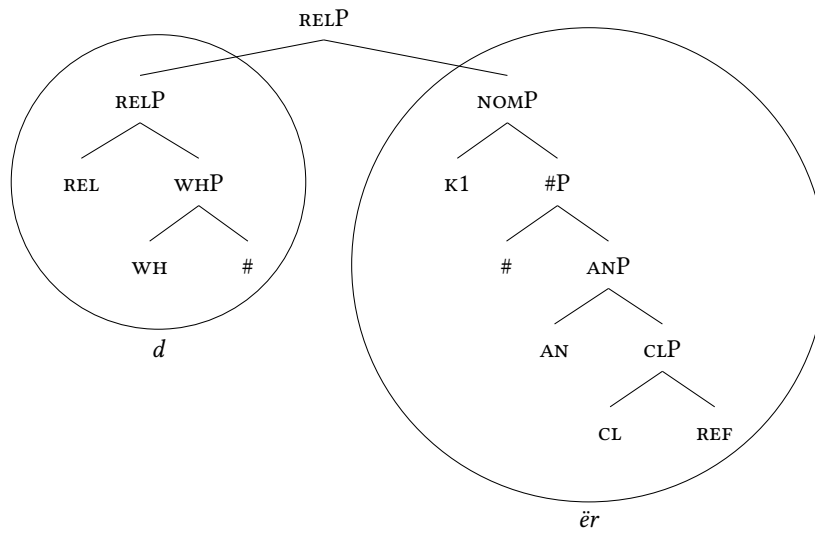 RELP
RELP NOMP
REL WHP K1 #P
WH # # ANP
d AN CLP
CL REF
ër